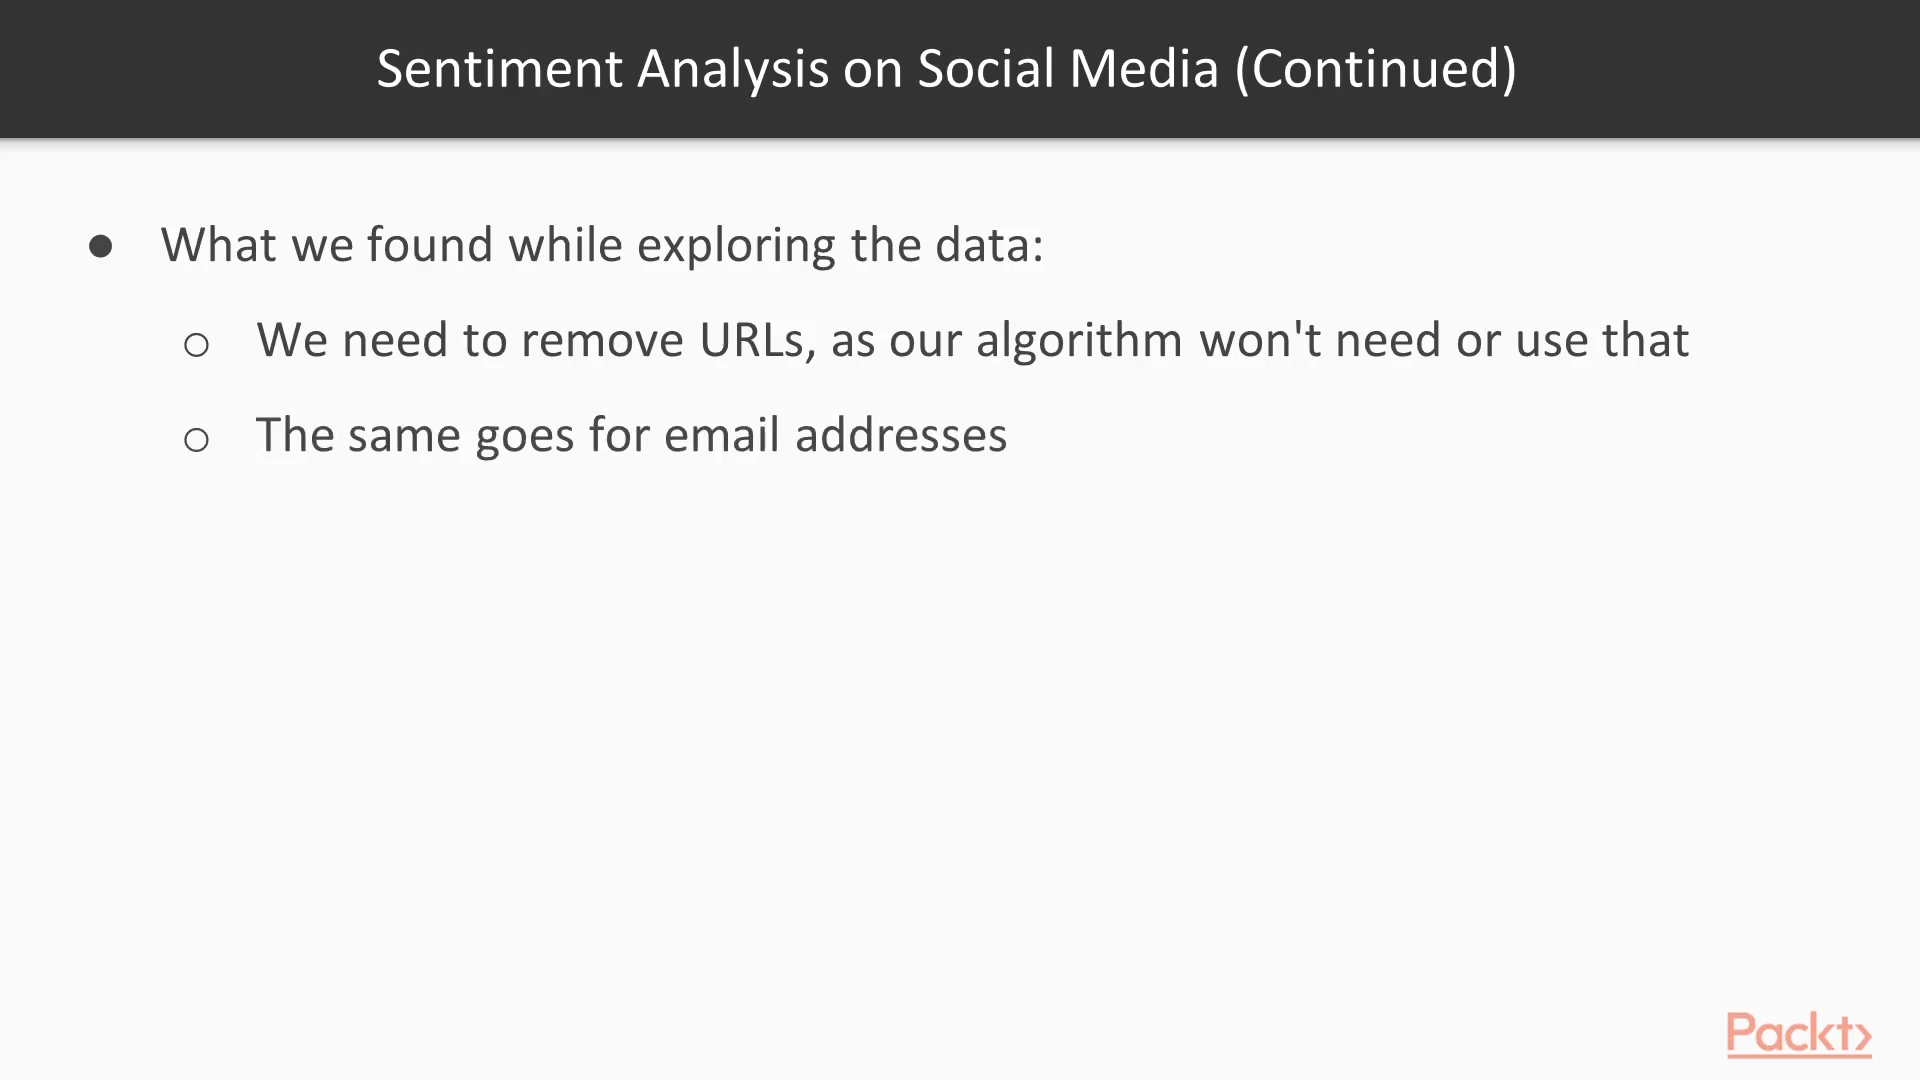 Sentiment Analysis on Social Media (Continued)
● What we found while exploring the data:
○ We need to remove URLs, as our algorithm won't need or use that
○ The same goes for email addresses
Packt>